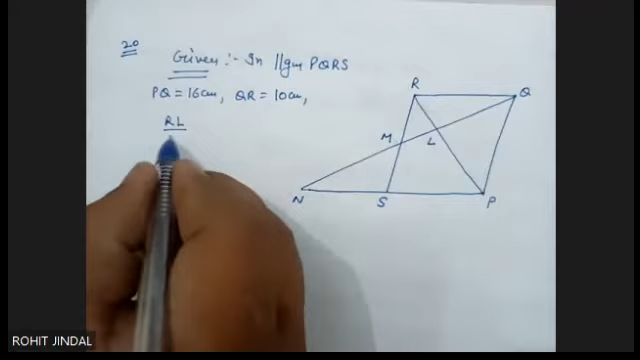 20
Given :- In ||gm PQRS
PQ = 16cm, QR = 10cm,
RL
R
Q
M
L
N
S
P
ROHIT JINDAL